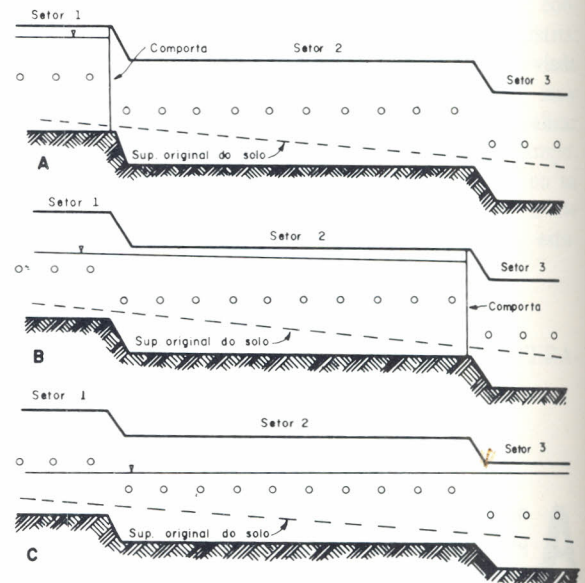 Setor 1
Comporta
Setor 2
Setor 3
Sup. original do solo
A
Setor 1
Setor 2
Setor 3
Comporta
Sup. original do solo
B
Setor 1
Setor 2
Setor 3
Sup. original do solo
C